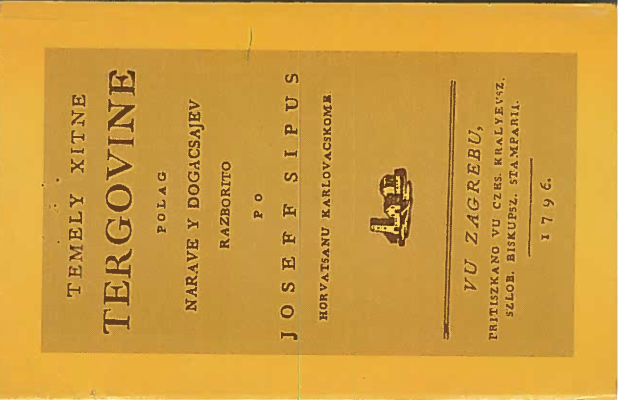 TEMELY XITNE
TERGOVINE
POLAG
NARAVE Y DOGACSAJEV
RAZBORITO
PO
JOSEFF SIPUS
HORVATSANU KARLOVACSKOME
VU ZAGREBU,
PRITISZKANO VU CZES. KRALYEVSZ.
SZLOB. BISKUPSZ. STAMPARII.
1796.